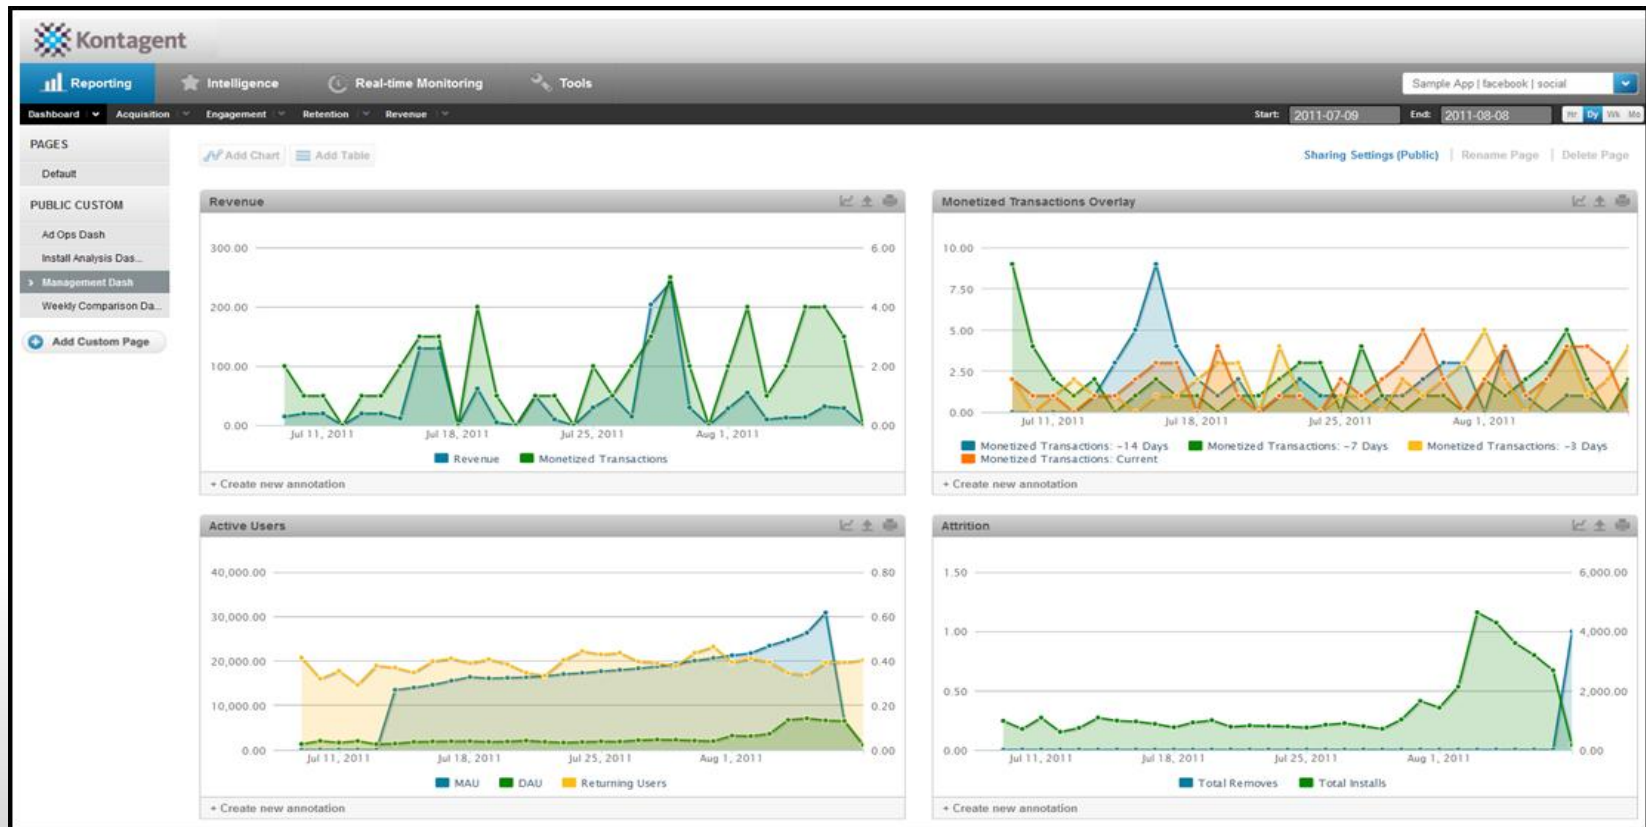 Kontagent
Reporting Intelligence Real-time Monitoring Tools
Sample App | facebook | social
Dashboard Acquisition Engagement Retention Revenue
Start: 2011-07-09 End: 2011-08-08 Hr Dy Wk Mo
PAGES
Default
PUBLIC CUSTOM
Ad Ops Dash
Install Analysis Das...
Management Dash
Weekly Comparison Da...
Add Custom Page
Add Chart Add Table
Sharing Settings (Public) | Rename Page | Delete Page
Revenue
300.00 6.00
200.00 4.00
100.00 2.00
0.00 0.00
Jul 11, 2011 Jul 18, 2011 Jul 25, 2011 Aug 1, 2011
Revenue Monetized Transactions
+ Create new annotation
Monetized Transactions Overlay
10.00
7.50
5.00
2.50
0.00
Jul 11, 2011 Jul 18, 2011 Jul 25, 2011 Aug 1, 2011
Monetized Transactions: -14 Days Monetized Transactions: -7 Days Monetized Transactions: -3 Days
Monetized Transactions: Current
+ Create new annotation
Active Users
40,000.00 0.80
30,000.00 0.60
20,000.00 0.40
10,000.00 0.20
0.00 0.00
Jul 11, 2011 Jul 18, 2011 Jul 25, 2011 Aug 1, 2011
MAU DAU Returning Users
+ Create new annotation
Attrition
1.50 6,000.00
1.00 4,000.00
0.50 2,000.00
0.00 0.00
Jul 11, 2011 Jul 18, 2011 Jul 25, 2011 Aug 1, 2011
Total Removes Total Installs
+ Create new annotation